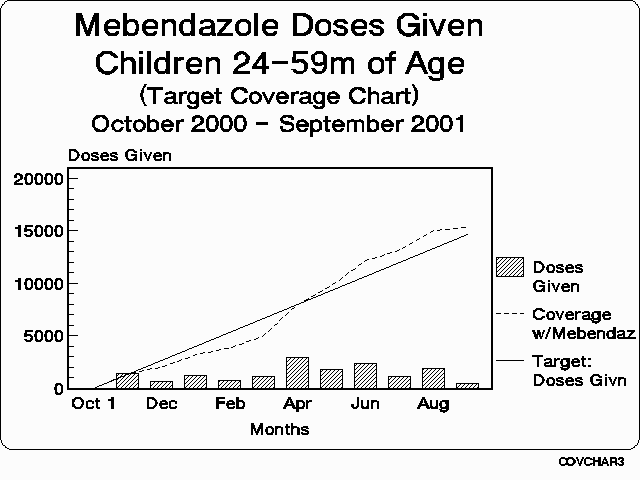 Mebendazole Doses Given
Children 24-59m of Age
(Target Coverage Chart)
October 2000 - September 2001
Doses Given
20000
15000
10000
5000
0
Oct 1 Dec Feb Apr Jun Aug
Months
Doses
Given
Coverage
w/Mebendaz
Target:
Doses Givn
COVCHAR3